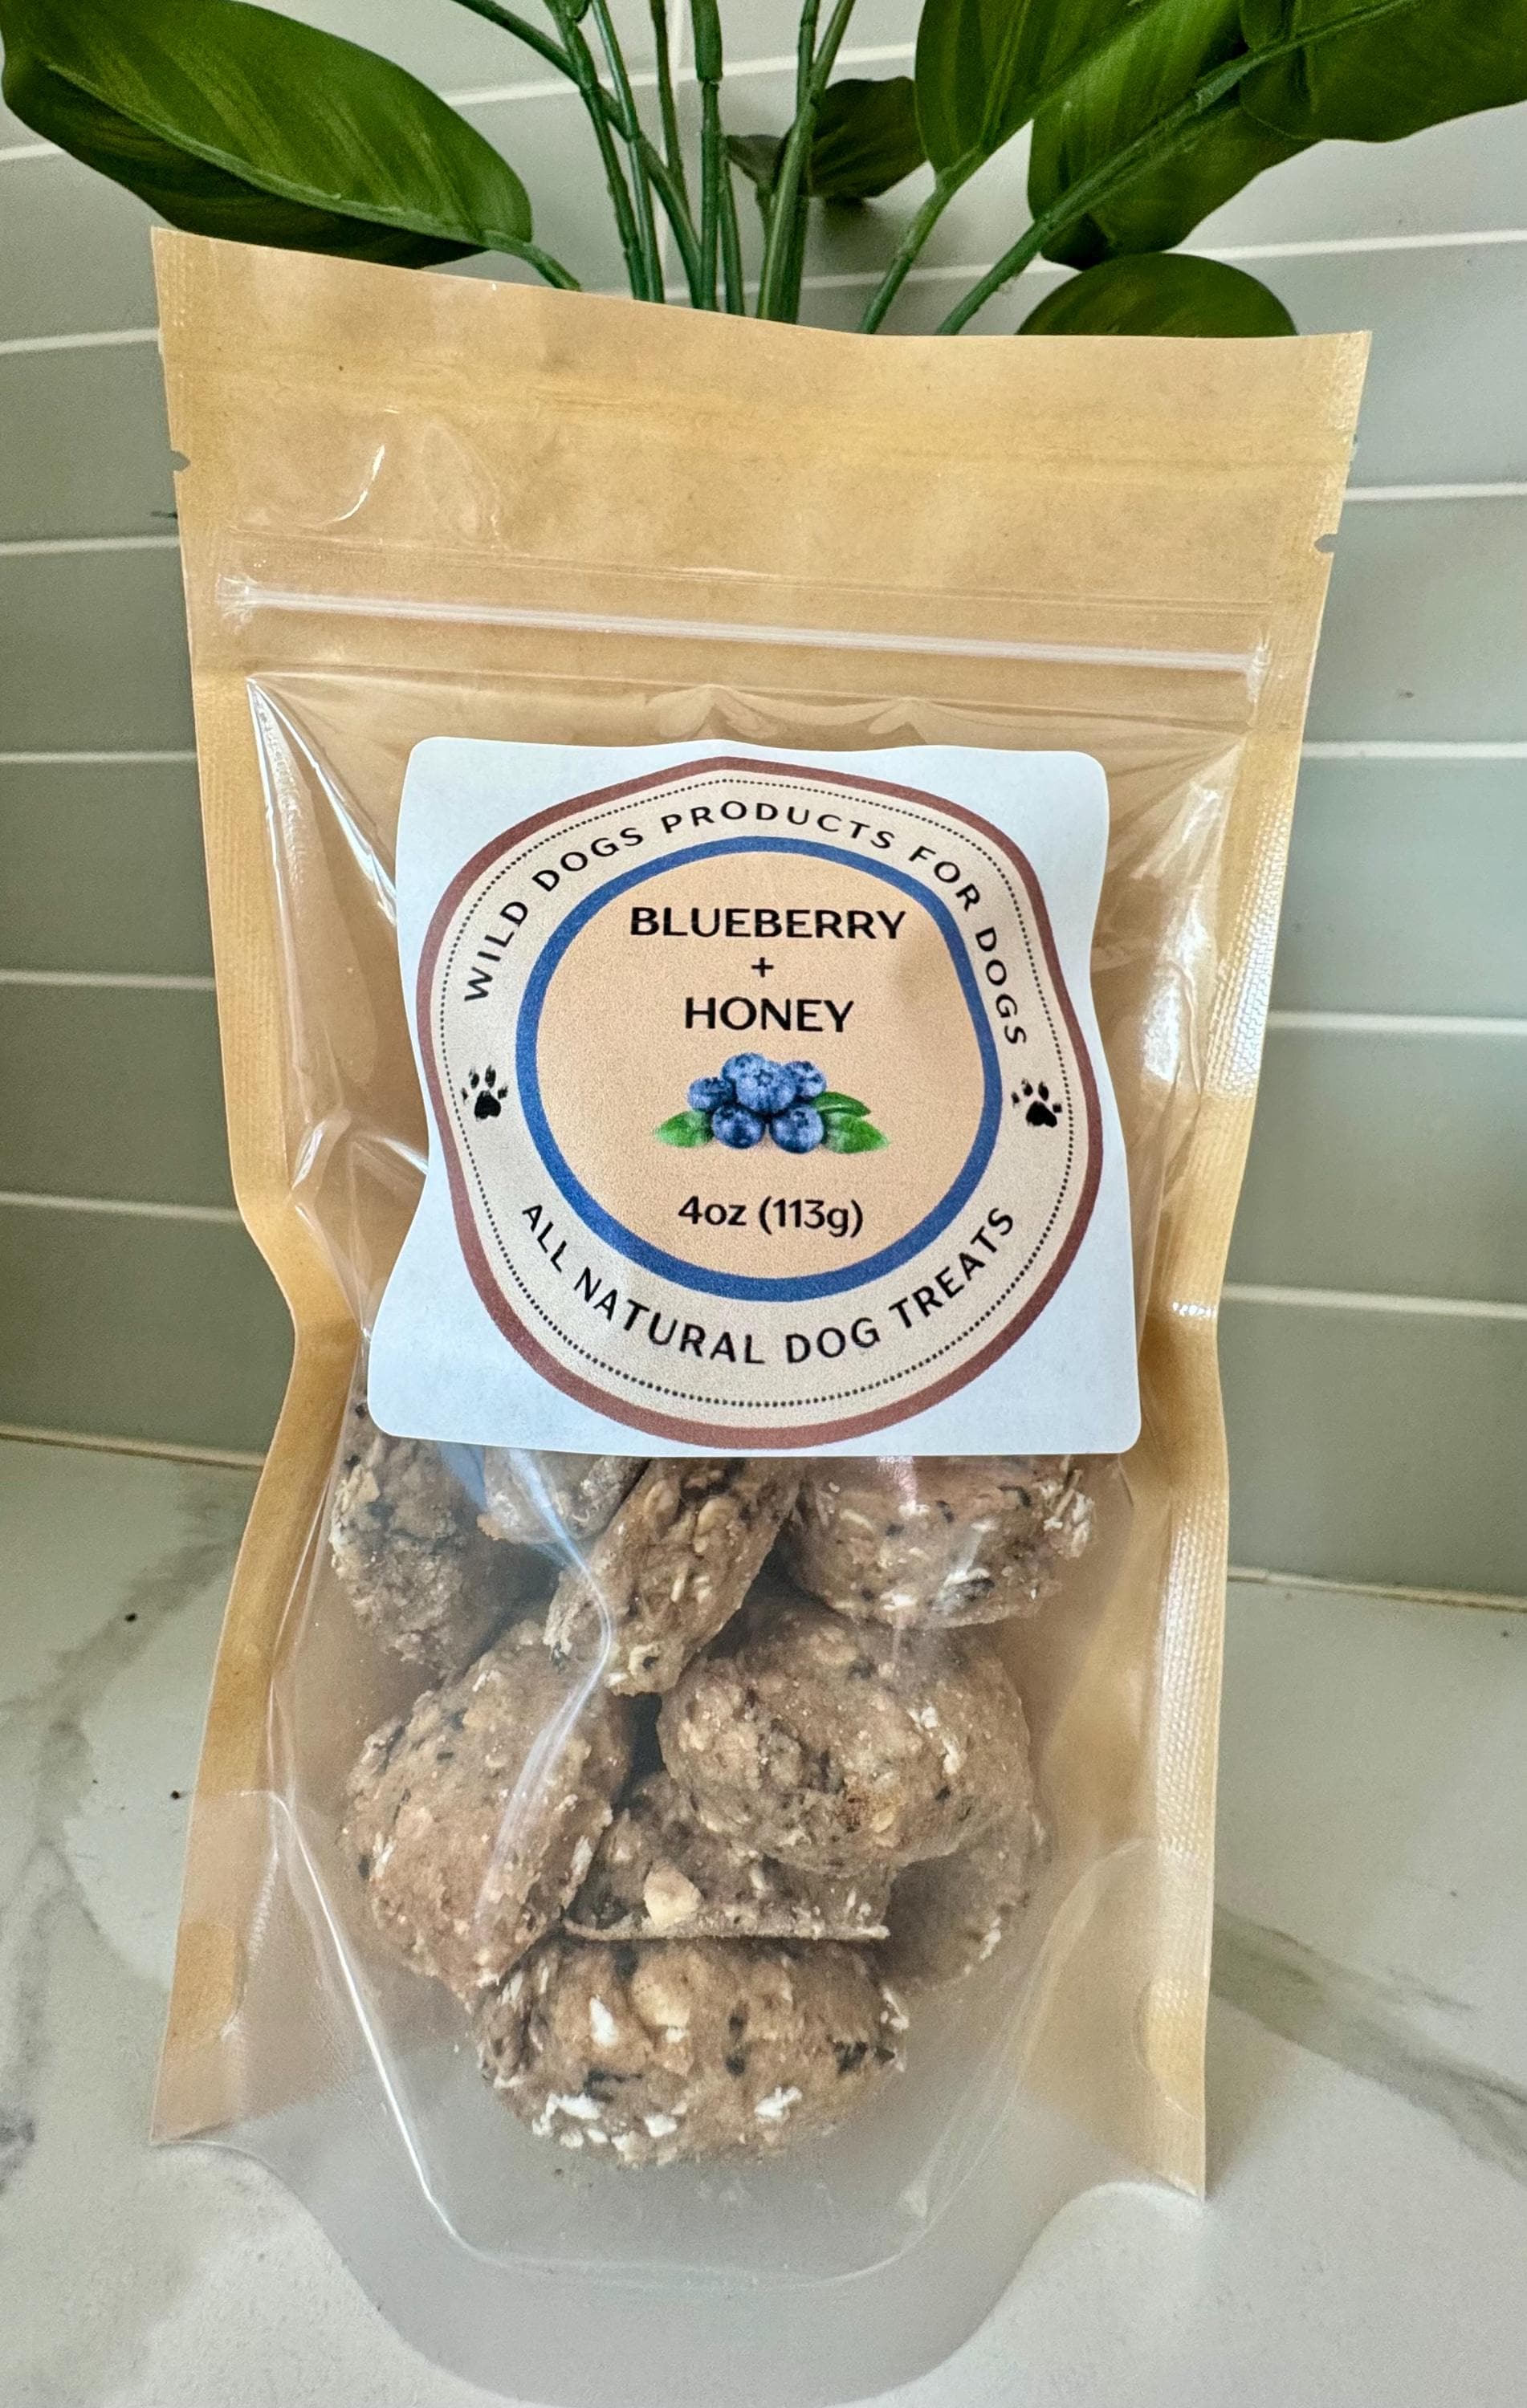 WILD DOGS PRODUCTS FOR DOGS
BLUEBERRY
+
HONEY
4oz (113g)
ALL NATURAL DOG TREATS